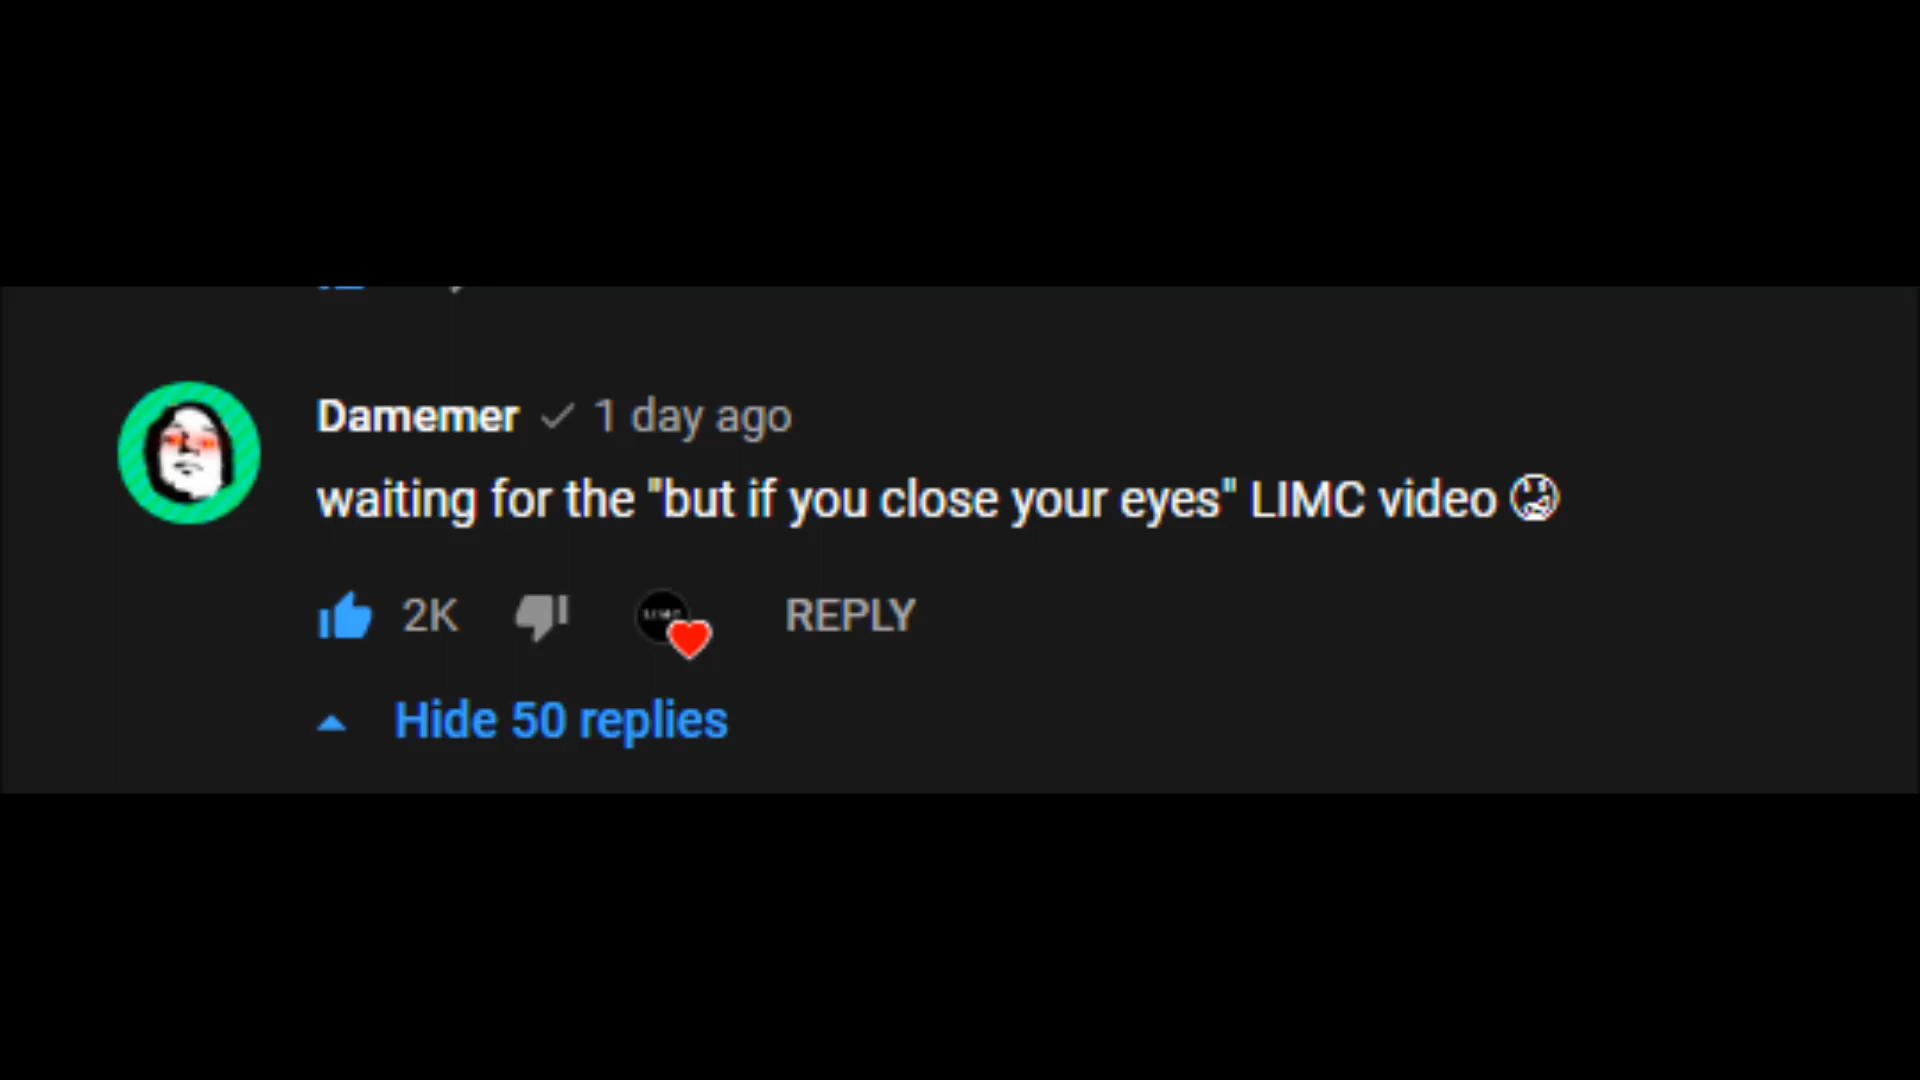 Damemer 1 day ago
waiting for the "but if you close your eyes" LIMC video 😢
2K REPLY
Hide 50 replies